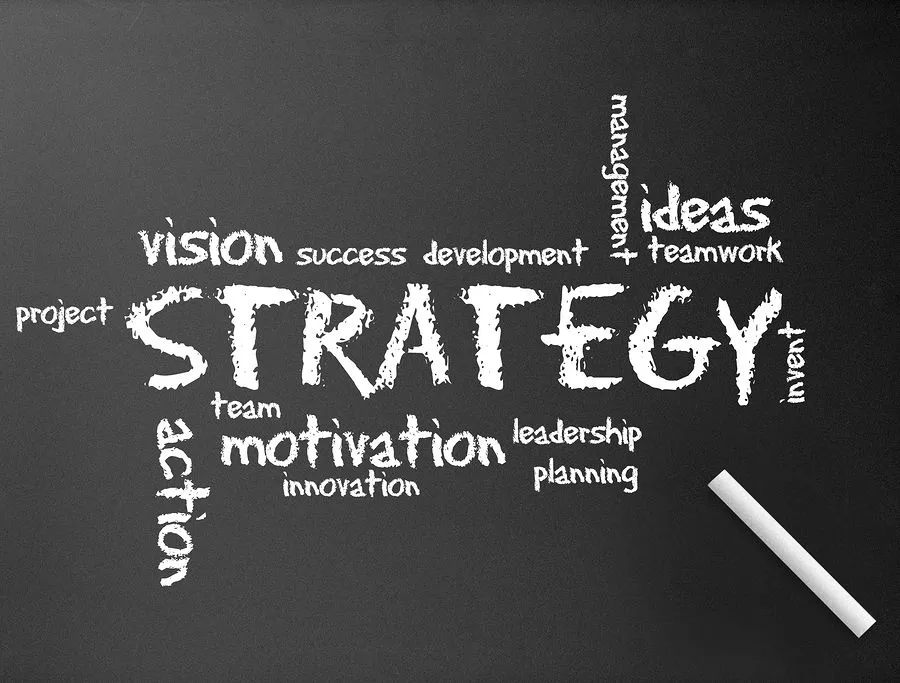 management
ideas
vision success development teamwork
project STRATEGY invent
team
action motivation leadership
innovation planning